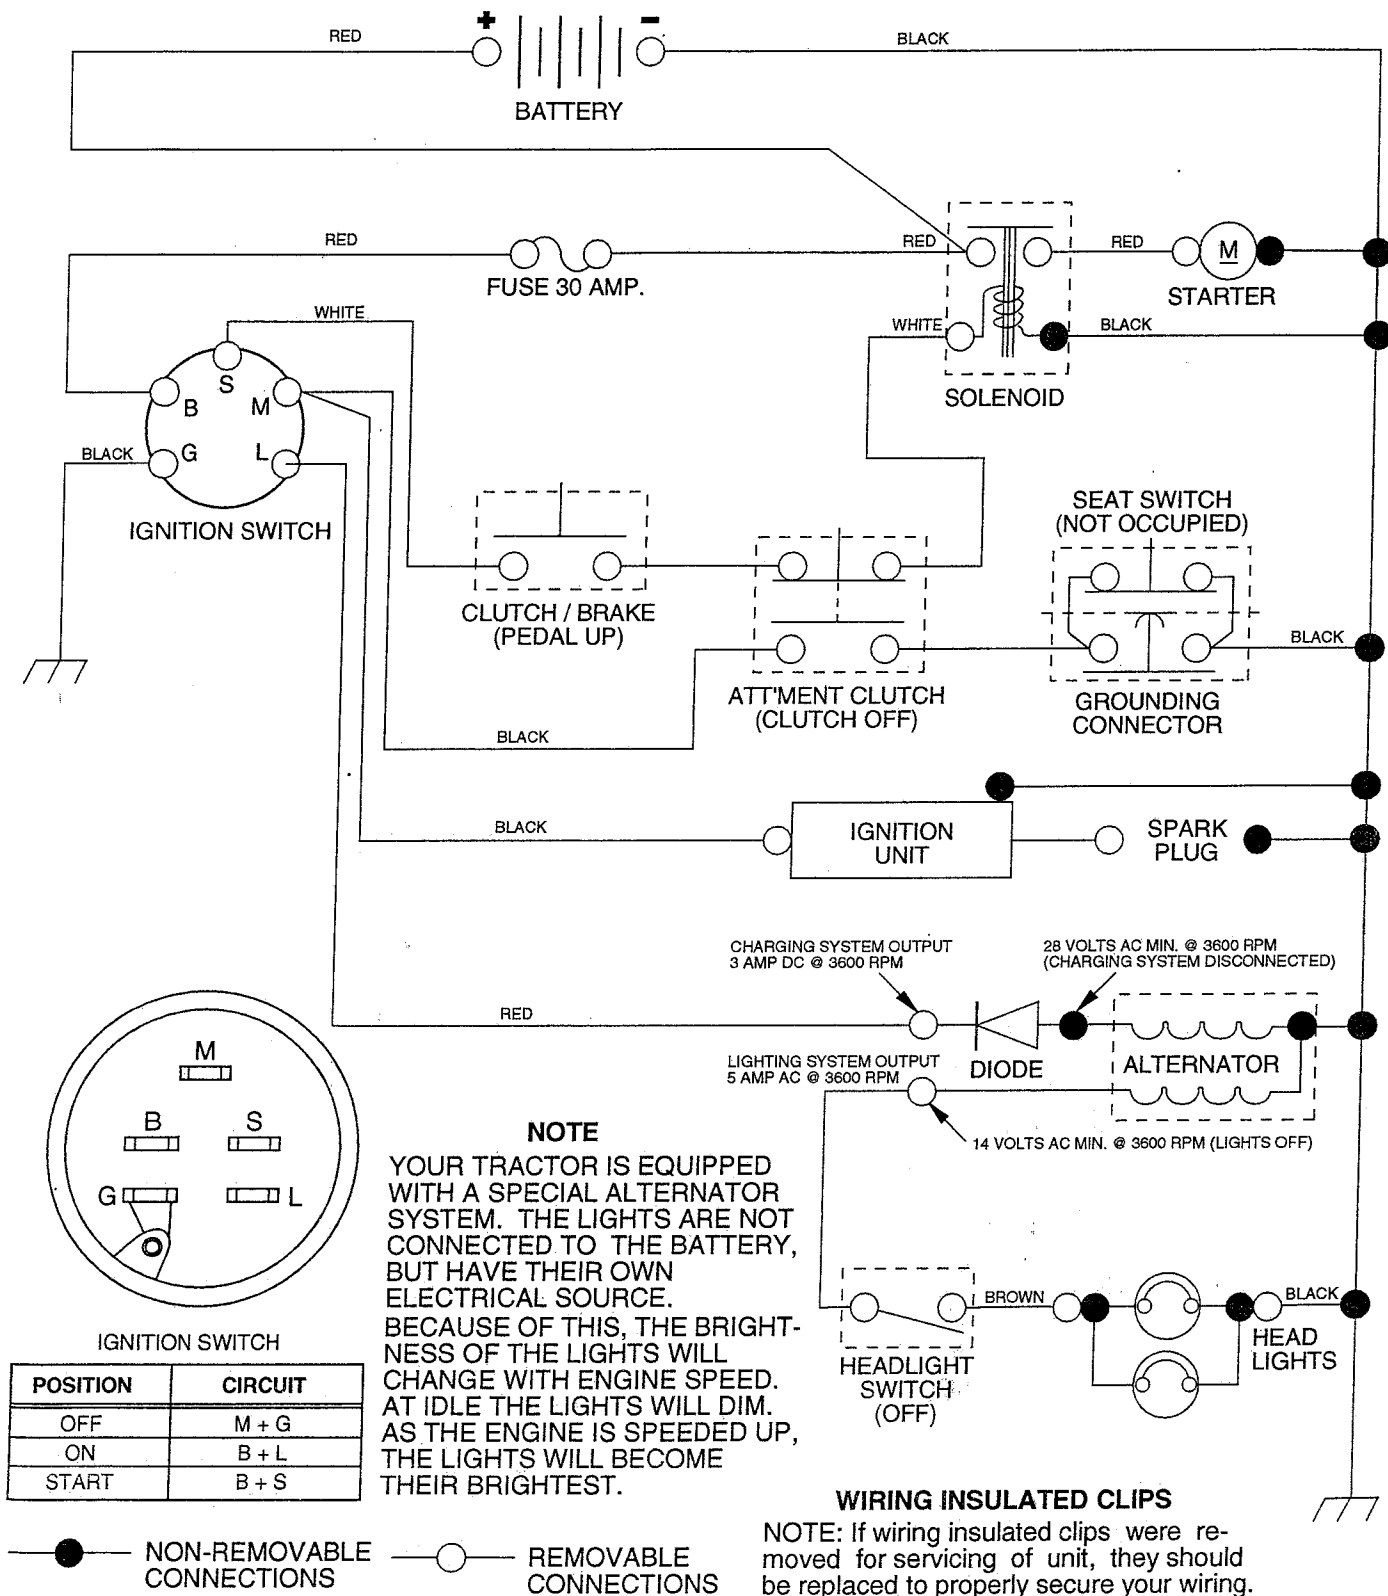 +
-
RED
BLACK
BATTERY
RED
FUSE 30 AMP.
RED
RED
M
STARTER
WHITE
WHITE
BLACK
SOLENOID
S
B
M
G
L
BLACK
IGNITION SWITCH
CLUTCH / BRAKE
(PEDAL UP)
SEAT SWITCH
(NOT OCCUPIED)
BLACK
ATT'MENT CLUTCH
(CLUTCH OFF)
GROUNDING
CONNECTOR
BLACK
BLACK
IGNITION
UNIT
SPARK
PLUG
CHARGING SYSTEM OUTPUT
3 AMP DC @ 3600 RPM
28 VOLTS AC MIN. @ 3600 RPM
(CHARGING SYSTEM DISCONNECTED)
RED
DIODE
ALTERNATOR
LIGHTING SYSTEM OUTPUT
5 AMP AC @ 3600 RPM
14 VOLTS AC MIN. @ 3600 RPM (LIGHTS OFF)
M
B
S
G
L
IGNITION SWITCH
POSITION CIRCUIT
OFF M + G
ON B + L
START B + S
NOTE
YOUR TRACTOR IS EQUIPPED
WITH A SPECIAL ALTERNATOR
SYSTEM. THE LIGHTS ARE NOT
CONNECTED TO THE BATTERY,
BUT HAVE THEIR OWN
ELECTRICAL SOURCE.
BECAUSE OF THIS, THE BRIGHT-
NESS OF THE LIGHTS WILL
CHANGE WITH ENGINE SPEED.
AT IDLE THE LIGHTS WILL DIM.
AS THE ENGINE IS SPEEDED UP,
THE LIGHTS WILL BECOME
THEIR BRIGHTEST.
BROWN
BLACK
HEADLIGHT
SWITCH
(OFF)
HEAD
LIGHTS
WIRING INSULATED CLIPS
NOTE: If wiring insulated clips were re-
moved for servicing of unit, they should
be replaced to properly secure your wiring.
NON-REMOVABLE
CONNECTIONS
REMOVABLE
CONNECTIONS